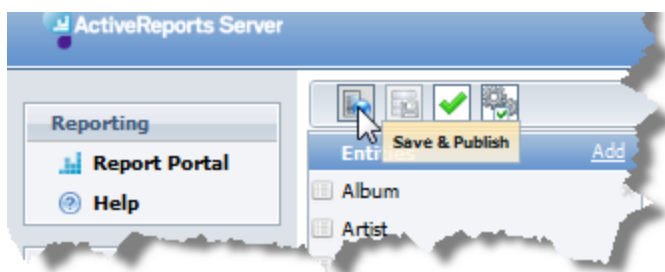 ActiveReports Server
Reporting
Report Portal
Help
Save & Publish
Entities
Add
Album
Artist